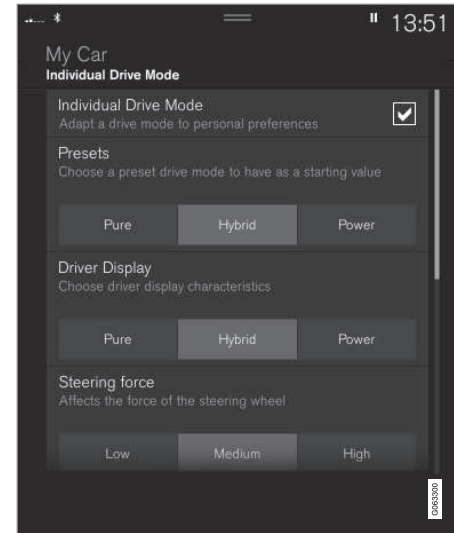 13:51
My Car
Individual Drive Mode
Individual Drive Mode
Adapt a drive mode to personal preferences
Presets
Choose a preset drive mode to have as a starting value
Pure Hybrid Power
Driver Display
Choose driver display characteristics
Pure Hybrid Power
Steering force
Affects the force of the steering wheel
Low Medium High
G063300